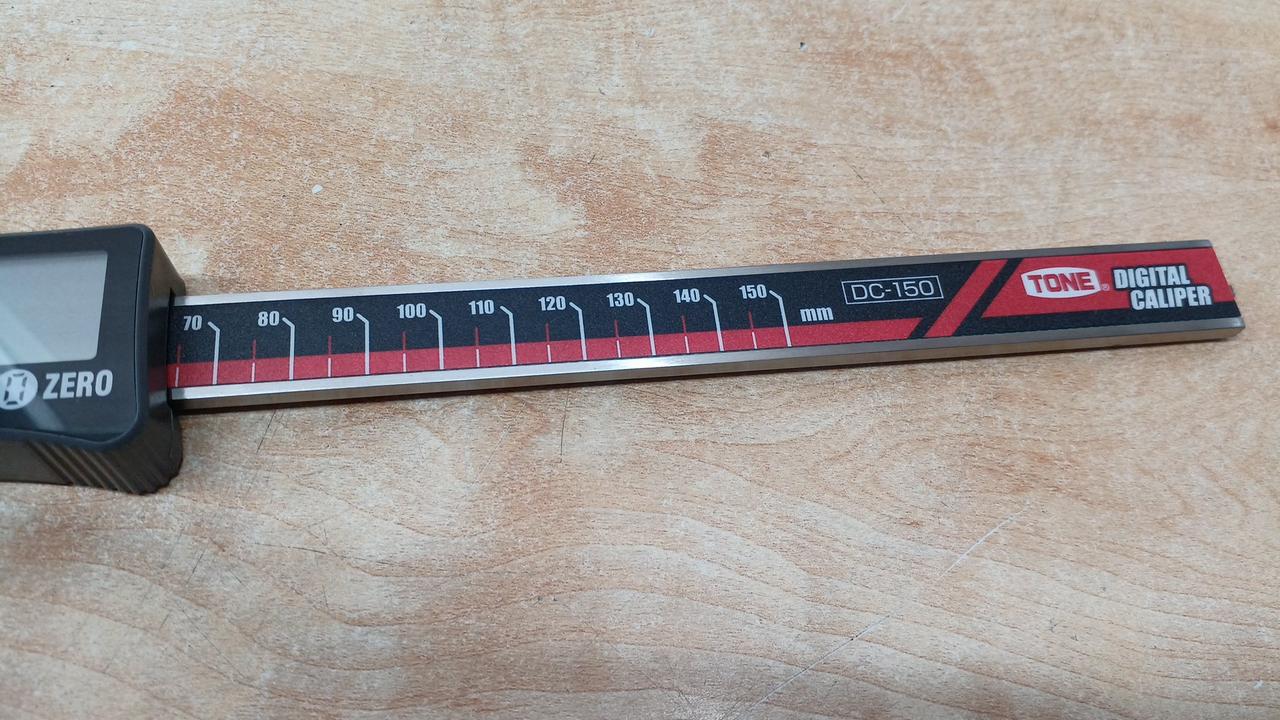 70 80 90 100 110 120 130 140 150 mm
DC-150
TONE®
DIGITAL
CALIPER
ZERO